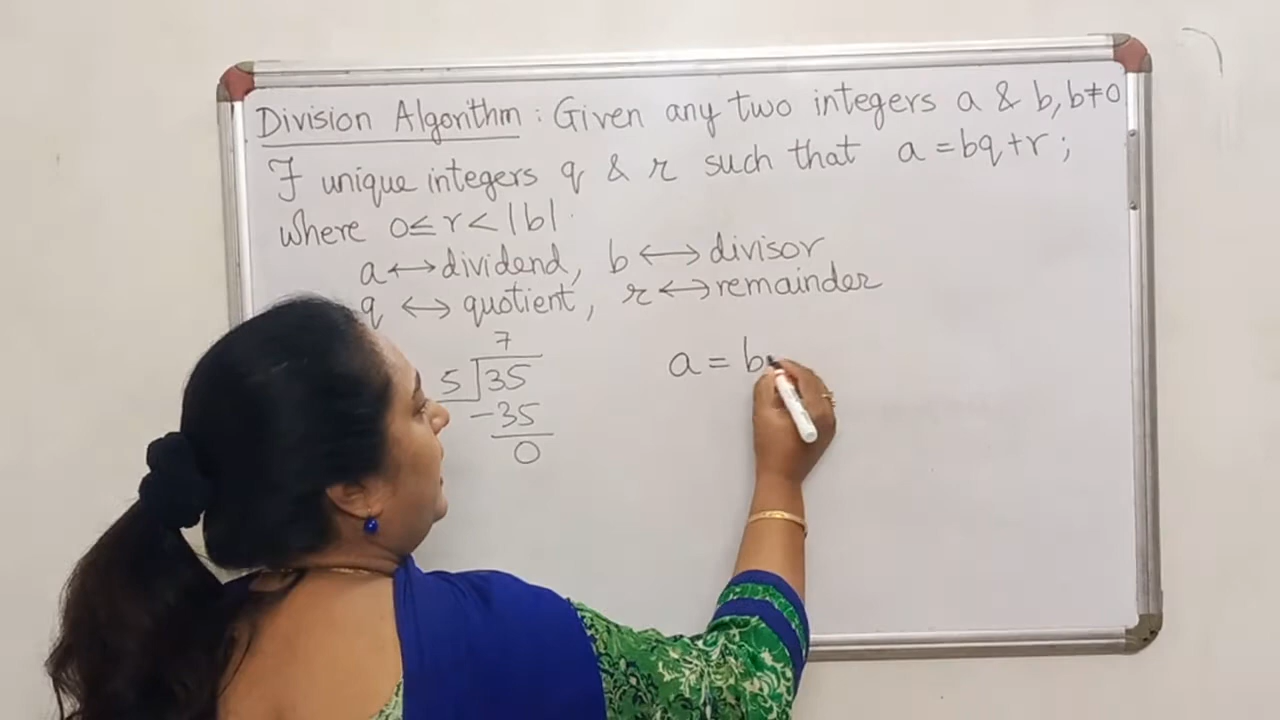 Division Algorithm : Given any two integers a & b, b≠0
∃ unique integers q & r such that a = bq + r ;
where 0 ≤ r < |b|
a ⟷ dividend, b ⟷ divisor
q ⟷ quotient, r ⟷ remainder
7
5 35
-35
0
a = b